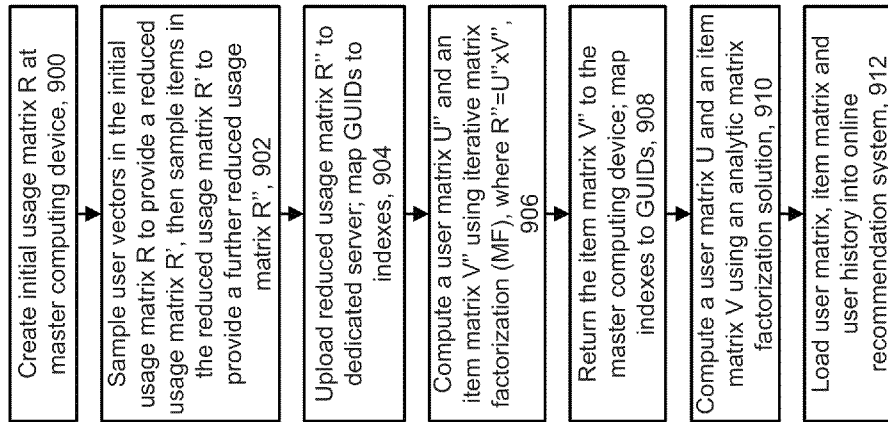 Create initial usage matrix R at
master computing device, 900
Sample user vectors in the initial
usage matrix R to provide a reduced
usage matrix R', then sample items in
the reduced usage matrix R' to
provide a further reduced usage
matrix R'', 902
Upload reduced usage matrix R'' to
dedicated server; map GUIDs to
indexes, 904
Compute a user matrix U'' and an
item matrix V'' using iterative matrix
factorization (MF), where R''=U''xV'',
906
Return the item matrix V'' to the
master computing device; map
indexes to GUIDs, 908
Compute a user matrix U and an item
matrix V using an analytic matrix
factorization solution, 910
Load user matrix, item matrix and
user history into online
recommendation system, 912